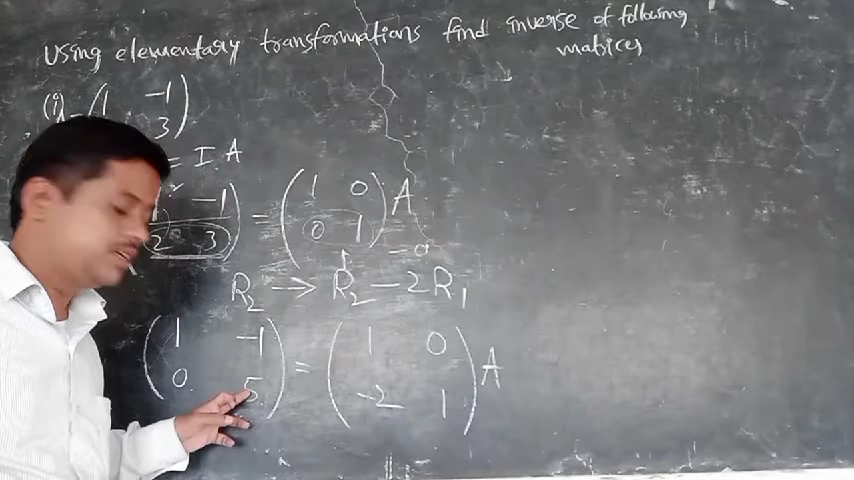 Using elementary transformations find inverse of following
matrices
(i) ( 1 -1
3 )
= I.A
-1 ) = ( 1 0
2 3 ) ( 0 1 ) A
R2 → R2 - 2R1
( 1 -1 ) = ( 1 0
0 5 ) ( -2 1 ) A